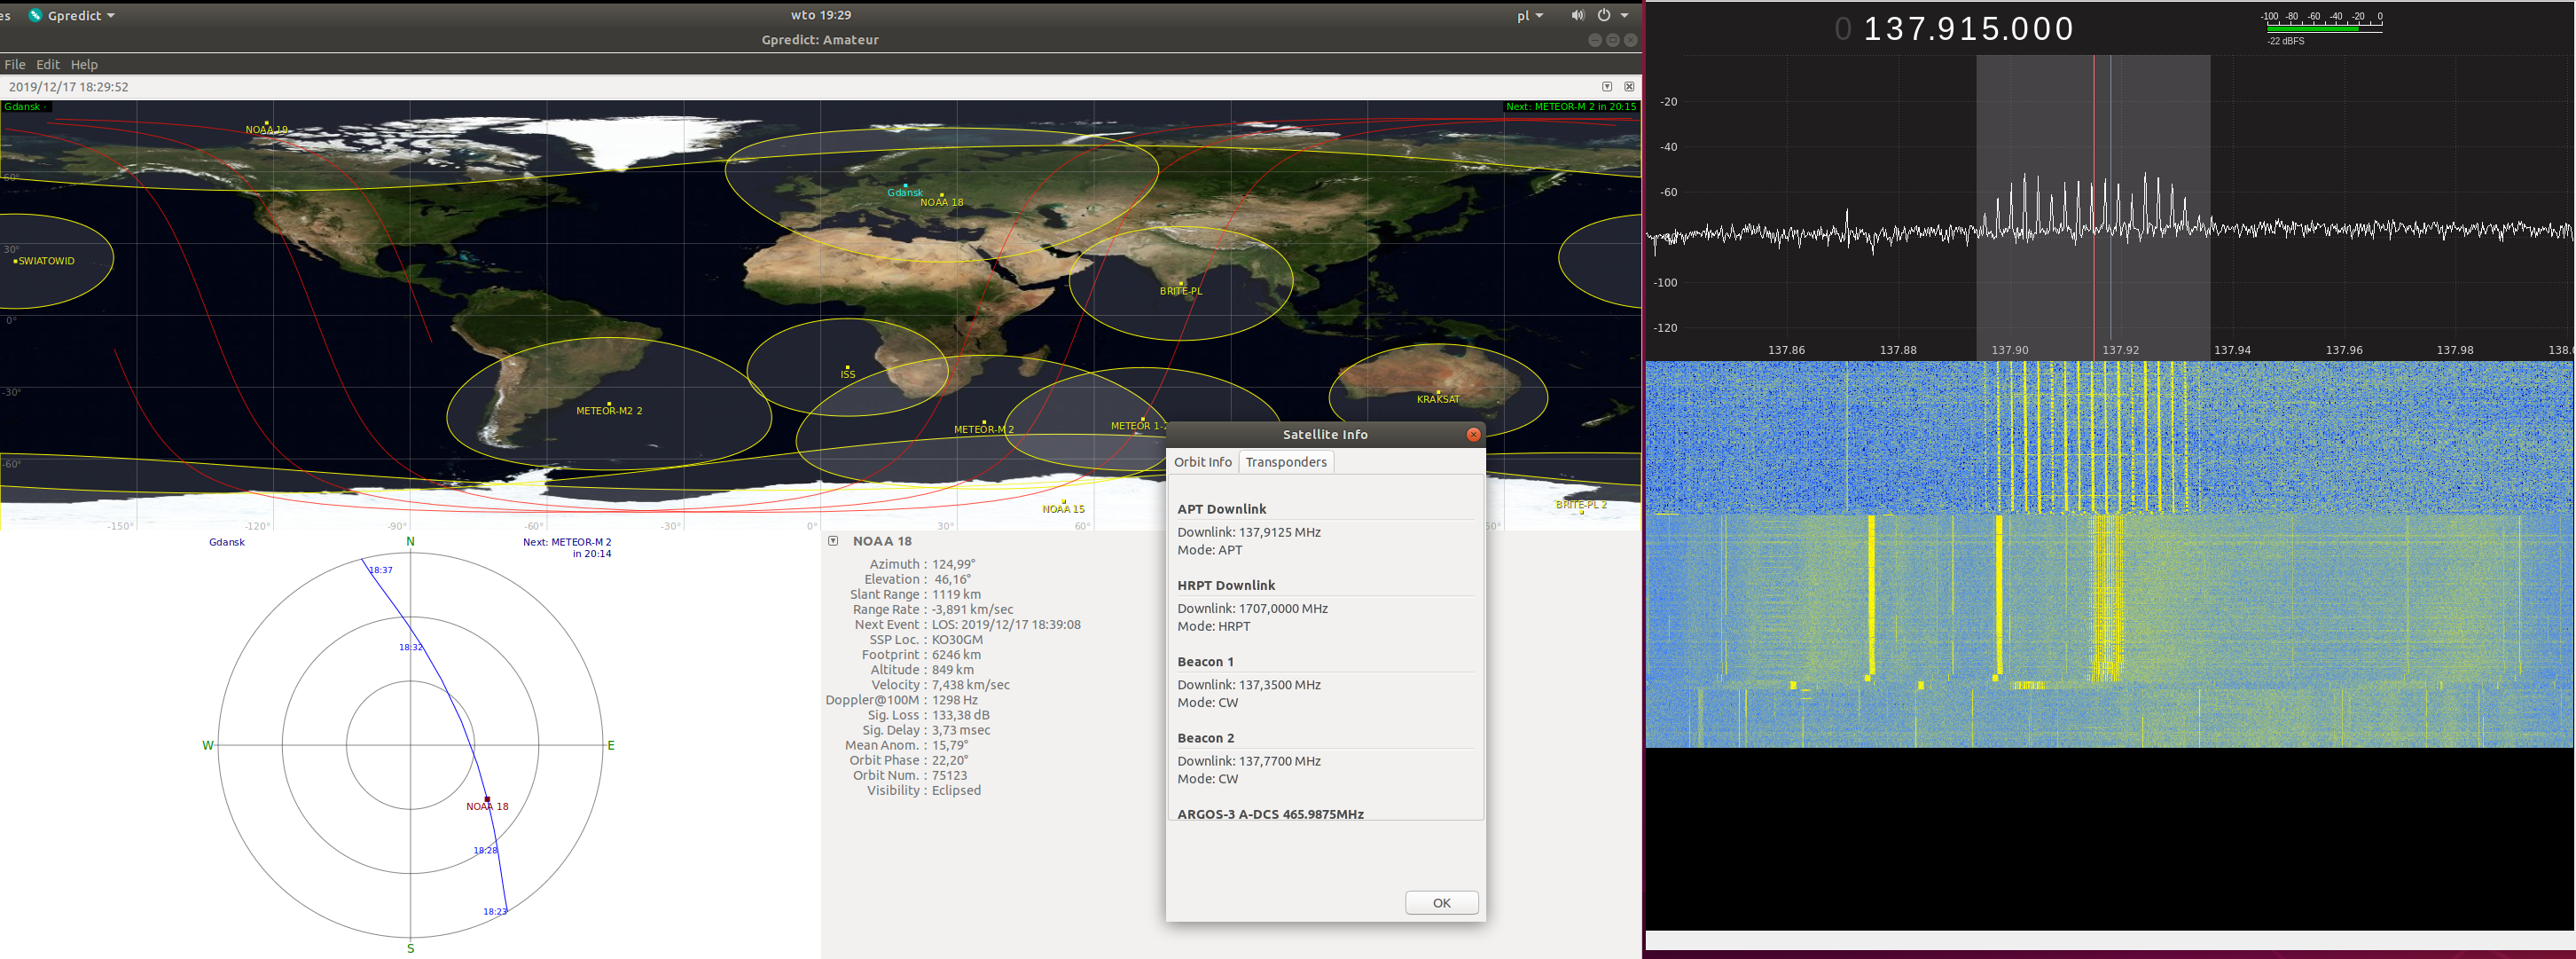 es Gpredict wto 19:29 pl
Gpredict: Amateur
File Edit Help
2019/12/17 18:29:52
Gdansk -
Next: METEOR-M 2 in 20:15
NOAA 19
60°
Gdansk
NOAA 18
30°
SWIATOWID
BRITE-PL
0°
ISS
-30°
METEOR-M2 2
METEOR-M 2
METEOR 1-
KRAKSAT
-60°
NOAA 15
BRITE-PL 2
-150° -120° -90° -60° -30° 0° 30° 60° 50°
Gdansk
Next: METEOR-M 2
in 20:14
N
18:37
18:32
W
E
NOAA 18
18:28
18:23
S
NOAA 18
Azimuth : 124,99°
Elevation : 46,16°
Slant Range : 1119 km
Range Rate : -3,891 km/sec
Next Event : LOS: 2019/12/17 18:39:08
SSP Loc. : KO30GM
Footprint : 6246 km
Altitude : 849 km
Velocity : 7,438 km/sec
Doppler@100M : 1298 Hz
Sig. Loss : 133,38 dB
Sig. Delay : 3,73 msec
Mean Anom. : 15,79°
Orbit Phase : 22,20°
Orbit Num. : 75123
Visibility : Eclipsed
Satellite Info
Orbit Info Transponders
APT Downlink
Downlink: 137,9125 MHz
Mode: APT
HRPT Downlink
Downlink: 1707,0000 MHz
Mode: HRPT
Beacon 1
Downlink: 137,3500 MHz
Mode: CW
Beacon 2
Downlink: 137,7700 MHz
Mode: CW
ARGOS-3 A-DCS 465.9875MHz
OK
0 137.915.000
-100 -80 -60 -40 -20 0
-22 dBFS
-20
-40
-60
-100
-120
137.86 137.88 137.90 137.92 137.94 137.96 137.98 138.0